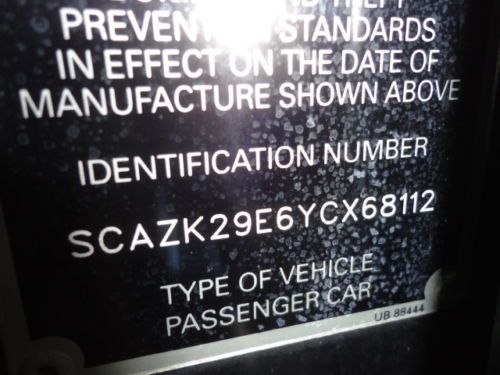 PREVENTION STANDARDS
IN EFFECT ON THE DATE OF
MANUFACTURE SHOWN ABOVE
IDENTIFICATION NUMBER
SCAZK29E6YCX68112
TYPE OF VEHICLE
PASSENGER CAR
UB 88444